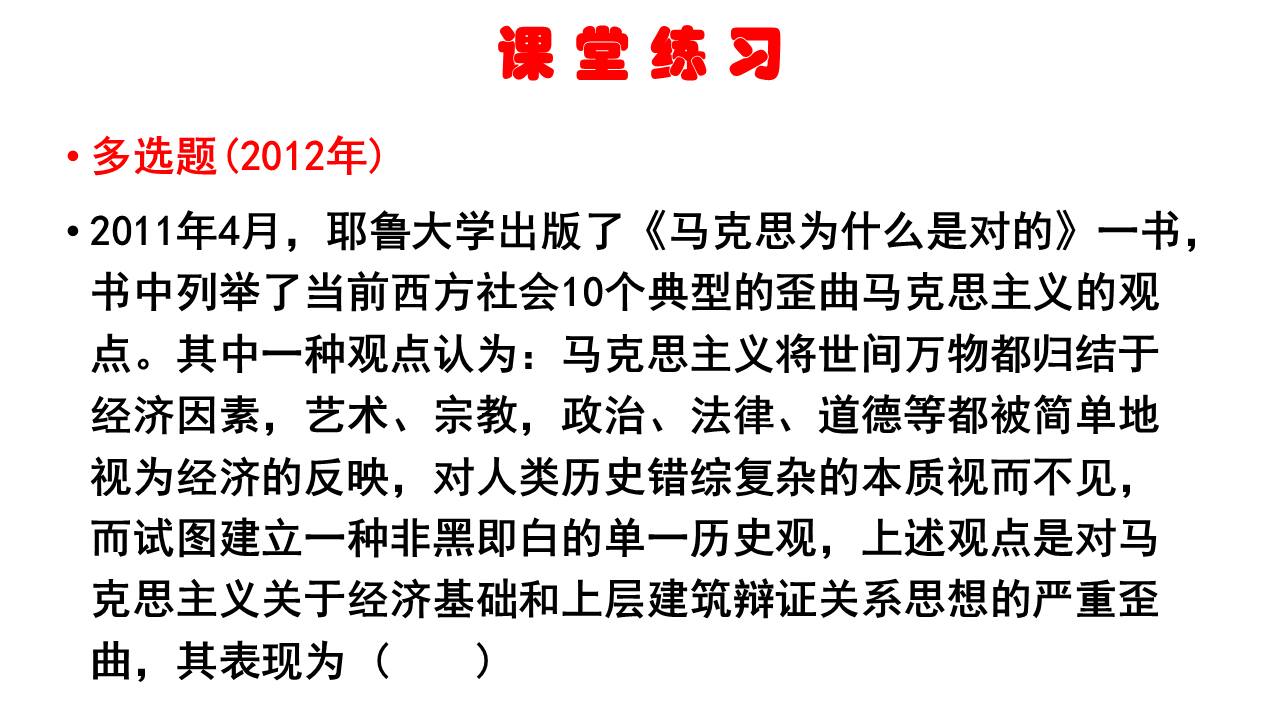 课堂练习
• 多选题(2012年)
• 2011年4月，耶鲁大学出版了《马克思为什么是对的》一书，
书中列举了当前西方社会10个典型的歪曲马克思主义的观
点。其中一种观点认为：马克思主义将世间万物都归结于
经济因素，艺术、宗教，政治、法律、道德等都被简单地
视为经济的反映，对人类历史错综复杂的本质视而不见，
而试图建立一种非黑即白的单一历史观，上述观点是对马
克思主义关于经济基础和上层建筑辩证关系思想的严重歪
曲，其表现为（　　）